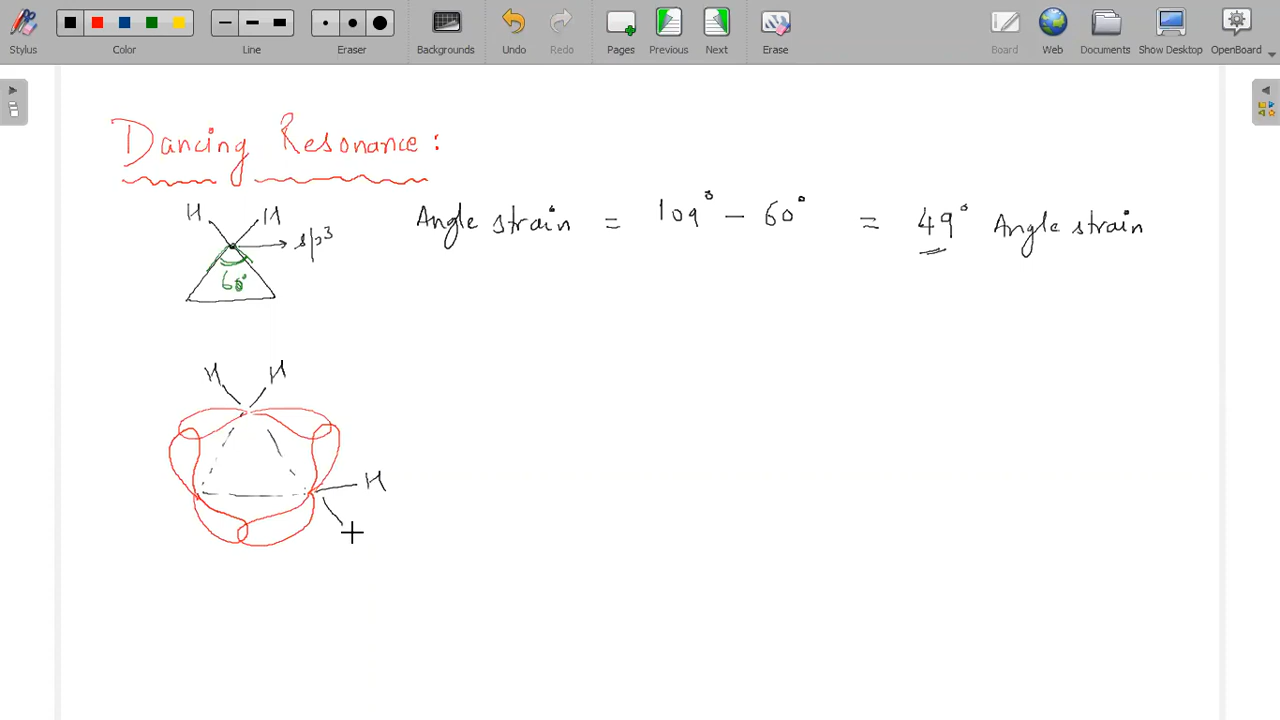 Stylus Color Line Eraser Backgrounds Undo Redo Pages Previous Next Erase Board Web Documents Show Desktop OpenBoard
Dancing Resonance:
H H
sp3
60°
Angle strain = 109° - 60° = 49° Angle strain
H H
H